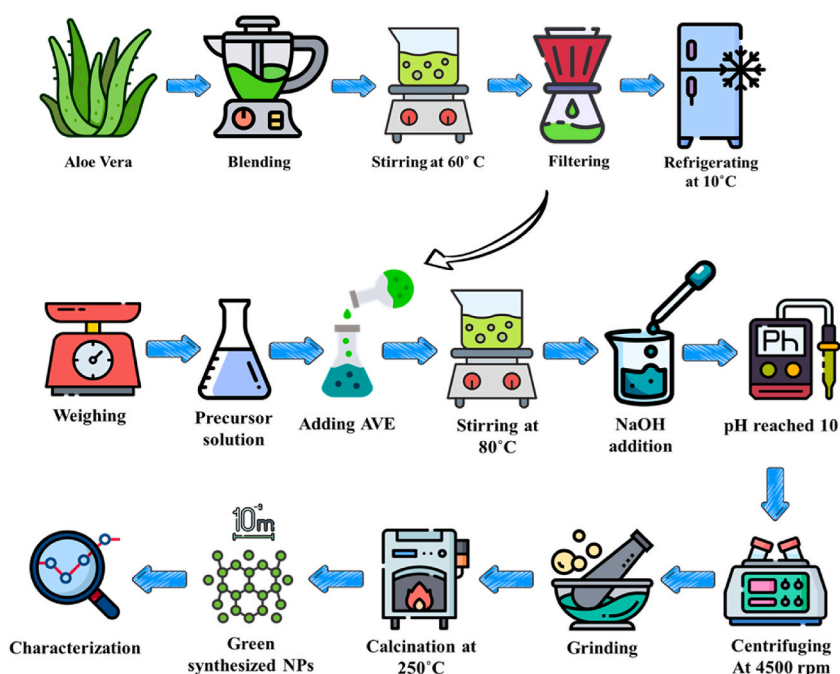 Aloe Vera
Blending
Stirring at 60° C
Filtering
Refrigerating
at 10°C
Weighing
Precursor
solution
Adding AVE
Stirring at
80°C
NaOH
addition
Ph
pH reached 10
10⁻⁹m
Characterization
Green
synthesized NPs
Calcination at
250°C
Grinding
Centrifuging
At 4500 rpm